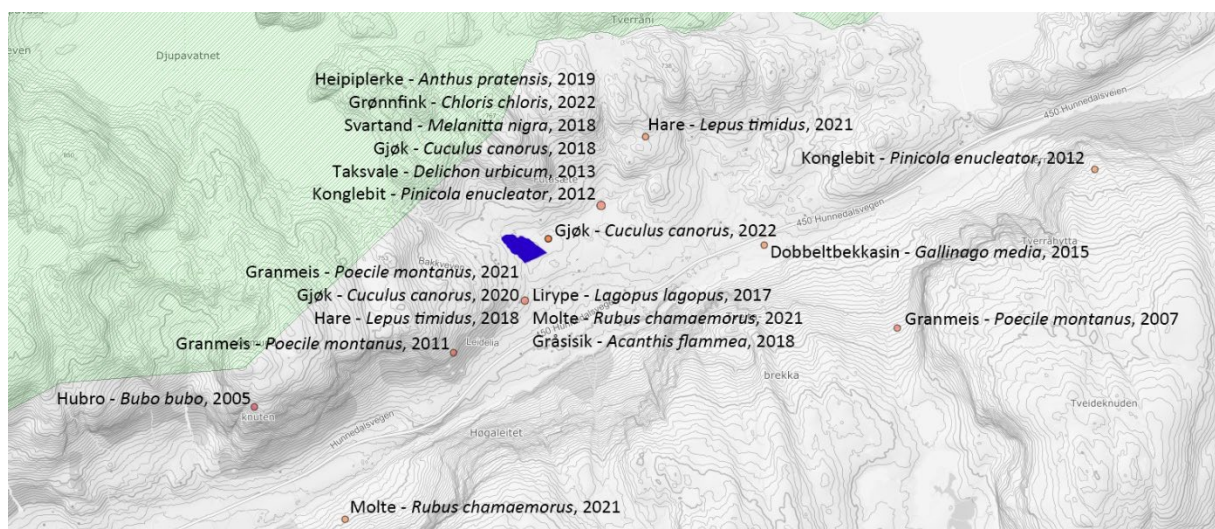 Tverråni
Djupavatnet
Heipiplerke - Anthus pratensis, 2019
Grønnfink - Chloris chloris, 2022
Svartand - Melanitta nigra, 2018
Gjøk - Cuculus canorus, 2018
Taksvale - Delichon urbicum, 2013
Konglebit - Pinicola enucleator, 2012
Hare - Lepus timidus, 2021
450 Hunnedalsveien
Konglebit - Pinicola enucleator, 2012
450 Hunnedalsvegen
Gjøk - Cuculus canorus, 2022
Tverråhytta
Dobbeltbekkasin - Gallinago media, 2015
Granmeis - Poecile montanus, 2021
Gjøk - Cuculus canorus, 2020
Hare - Lepus timidus, 2018
Lirype - Lagopus lagopus, 2017
Molte - Rubus chamaemorus, 2021
Gråsisik - Acanthis flammea, 2018
450 Hunnedalsvegen
Granmeis - Poecile montanus, 2007
Granmeis - Poecile montanus, 2011
Leidelia
brekka
Hubro - Bubo bubo, 2005
knuten
Hunnedalsvegen
Høgaleitet
Tveideknuden
Molte - Rubus chamaemorus, 2021